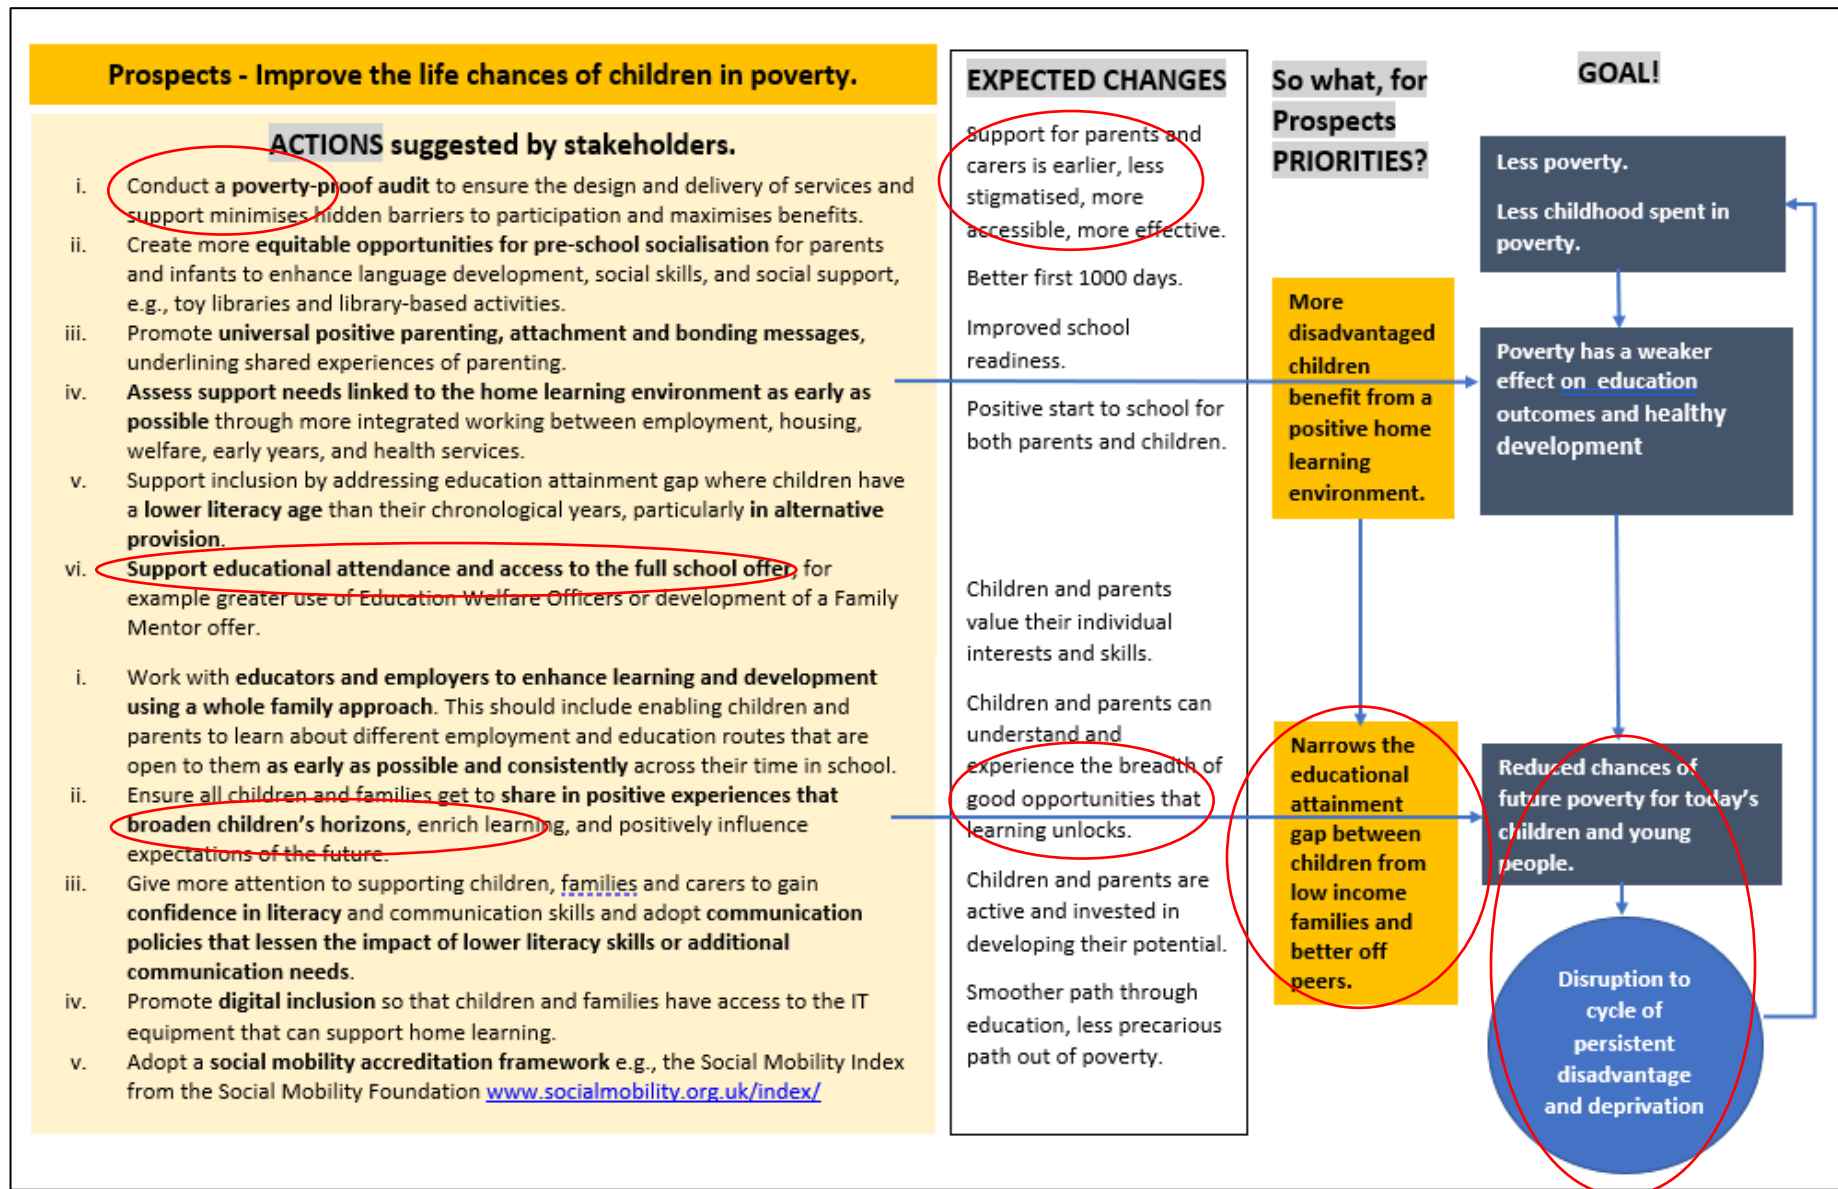 Prospects - Improve the life chances of children in poverty.
ACTIONS suggested by stakeholders.
i. Conduct a poverty-proof audit to ensure the design and delivery of services and
support minimises hidden barriers to participation and maximises benefits.
ii. Create more equitable opportunities for pre-school socialisation for parents
and infants to enhance language development, social skills, and social support,
e.g., toy libraries and library-based activities.
iii. Promote universal positive parenting, attachment and bonding messages,
underlining shared experiences of parenting.
iv. Assess support needs linked to the home learning environment as early as
possible through more integrated working between employment, housing,
welfare, early years, and health services.
v. Support inclusion by addressing education attainment gap where children have
a lower literacy age than their chronological years, particularly in alternative
provision.
vi. Support educational attendance and access to the full school offer, for
example greater use of Education Welfare Officers or development of a Family
Mentor offer.
i. Work with educators and employers to enhance learning and development
using a whole family approach. This should include enabling children and
parents to learn about different employment and education routes that are
open to them as early as possible and consistently across their time in school.
ii. Ensure all children and families get to share in positive experiences that
broaden children's horizons, enrich learning, and positively influence
expectations of the future.
iii. Give more attention to supporting children, families and carers to gain
confidence in literacy and communication skills and adopt communication
policies that lessen the impact of lower literacy skills or additional
communication needs.
iv. Promote digital inclusion so that children and families have access to the IT
equipment that can support home learning.
v. Adopt a social mobility accreditation framework e.g., the Social Mobility Index
from the Social Mobility Foundation www.socialmobility.org.uk/index/
EXPECTED CHANGES
Support for parents and
carers is earlier, less
stigmatised, more
accessible, more effective.
Better first 1000 days.
Improved school
readiness.
Positive start to school for
both parents and children.
Children and parents
value their individual
interests and skills.
Children and parents can
understand and
experience the breadth of
good opportunities that
learning unlocks.
Children and parents are
active and invested in
developing their potential.
Smoother path through
education, less precarious
path out of poverty.
So what, for
Prospects
PRIORITIES?
More
disadvantaged
children
benefit from a
positive home
learning
environment.
Narrows the
educational
attainment
gap between
children from
low income
families and
better off
peers.
GOAL!
Less poverty.
Less childhood spent in
poverty.
Poverty has a weaker
effect on education
outcomes and healthy
development
Reduced chances of
future poverty for today's
children and young
people.
Disruption to
cycle of
persistent
disadvantage
and deprivation